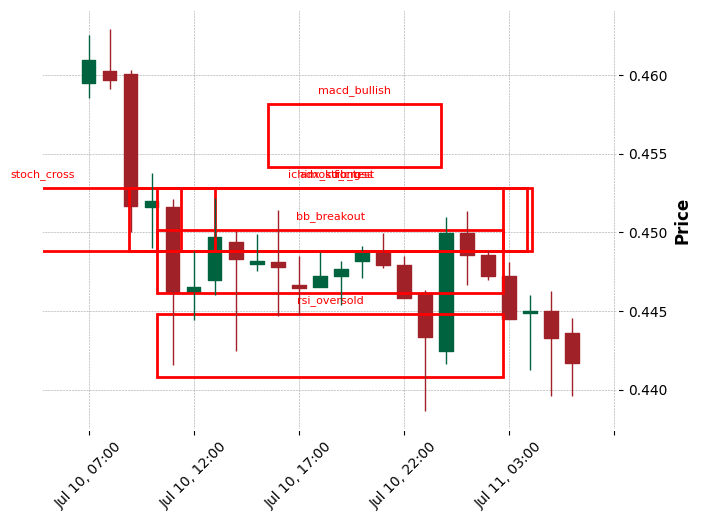 macd_bullish
stoch_cross
bb_breakout
rsi_oversold
0.460
0.455
0.450
0.445
0.440
Price
Jul 10, 07:00
Jul 10, 12:00
Jul 10, 17:00
Jul 10, 22:00
Jul 11, 03:00